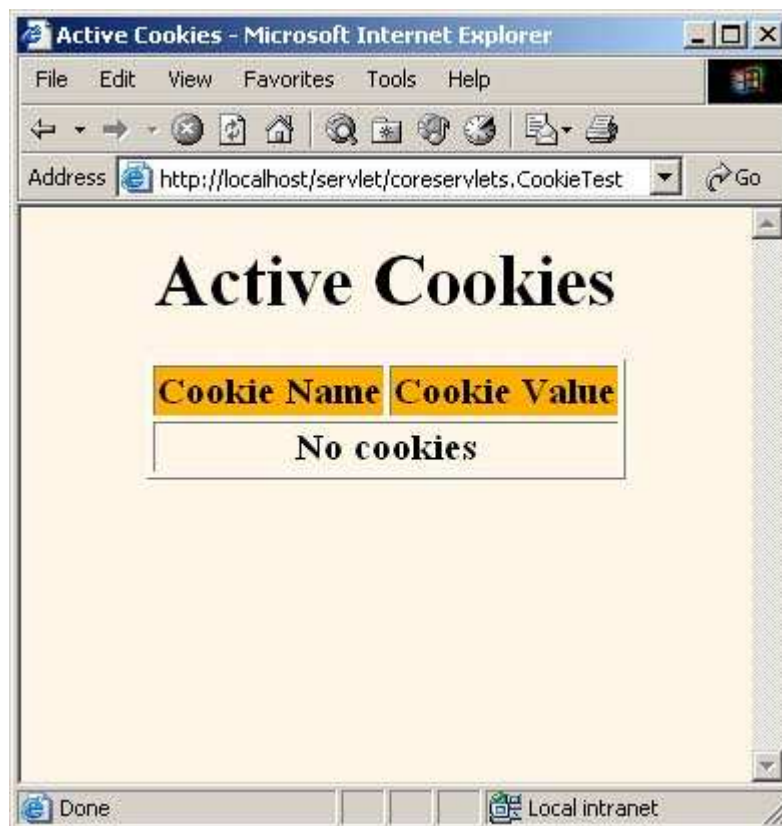 Active Cookies - Microsoft Internet Explorer
File Edit View Favorites Tools Help
Address http://localhost/servlet/coreservlets.CookieTest Go
Active Cookies
Cookie Name Cookie Value
No cookies
Done Local intranet